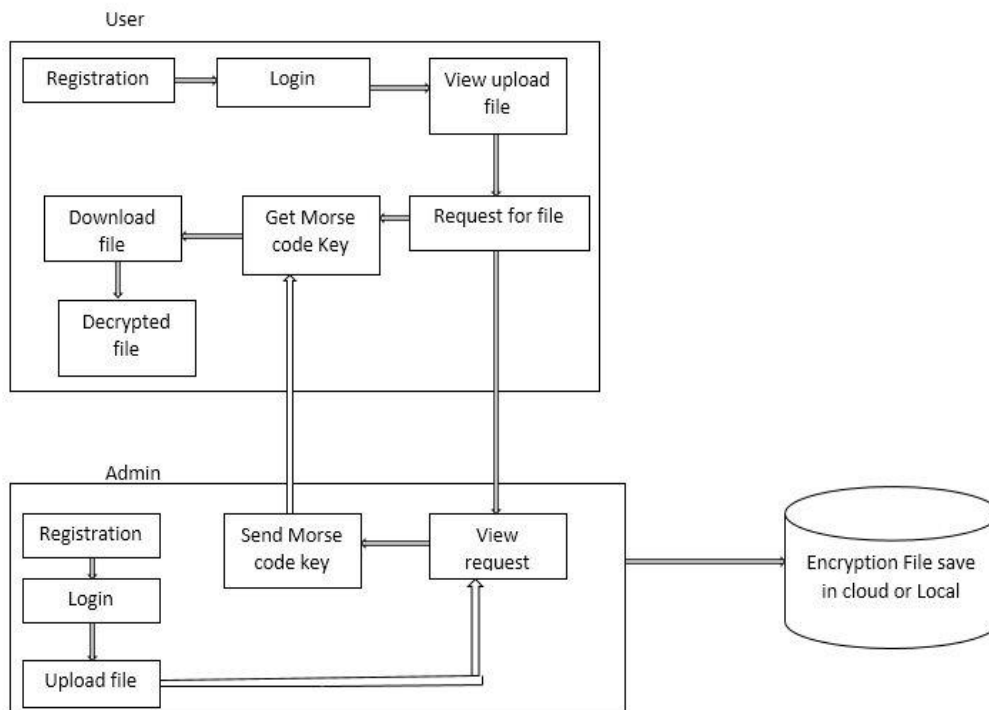 User
Registration
Login
View upload
file
Request for file
Get Morse
code Key
Download
file
Decrypted
file
Admin
Registration
Login
Upload file
View
request
Send Morse
code key
Encryption File save
in cloud or Local